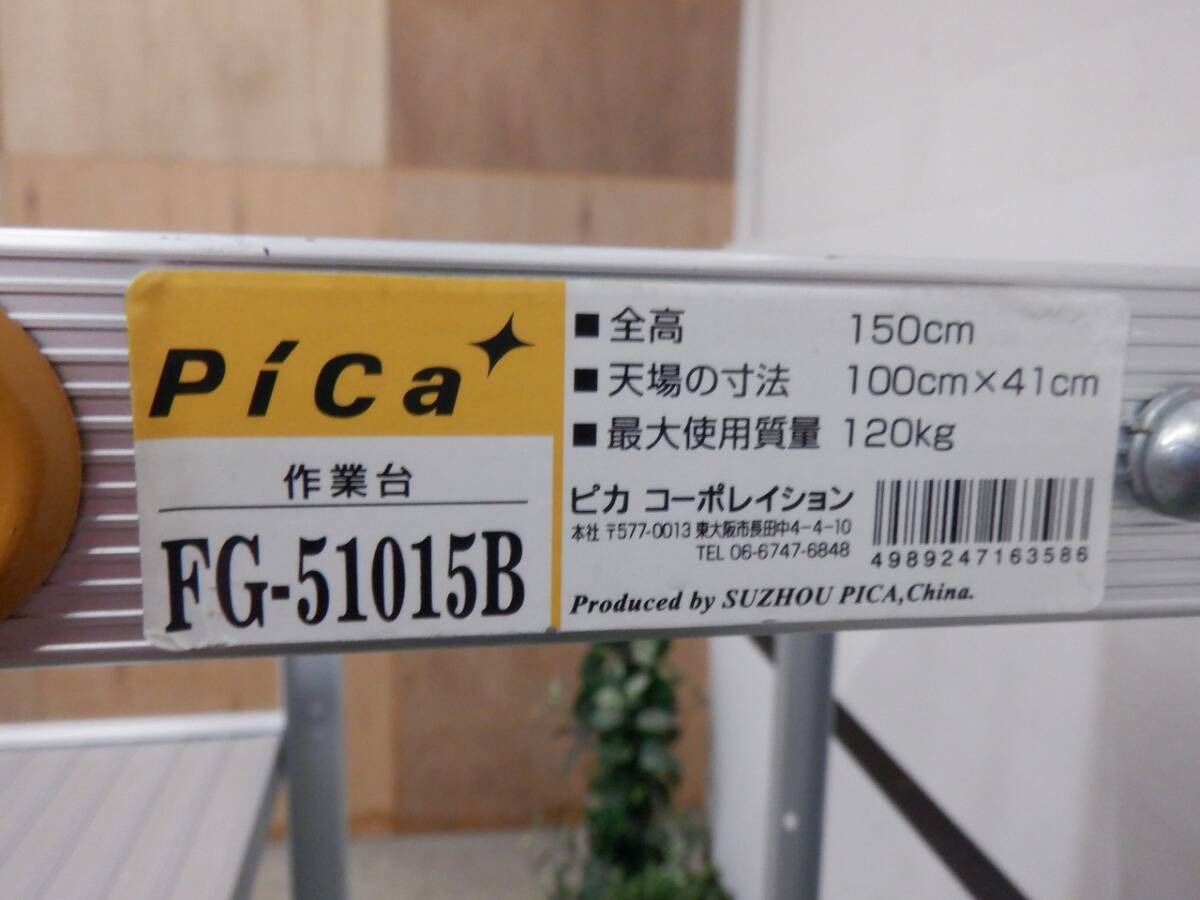 Pica
作業台
FG-51015B
■全高 150cm
■天場の寸法 100cm×41cm
■最大使用質量 120kg
ピカ コーポレイション
本社 〒577-0013 東大阪市長田中4-4-10
TEL 06-6747-6848
4989247163586
Produced by SUZHOU PICA,China.